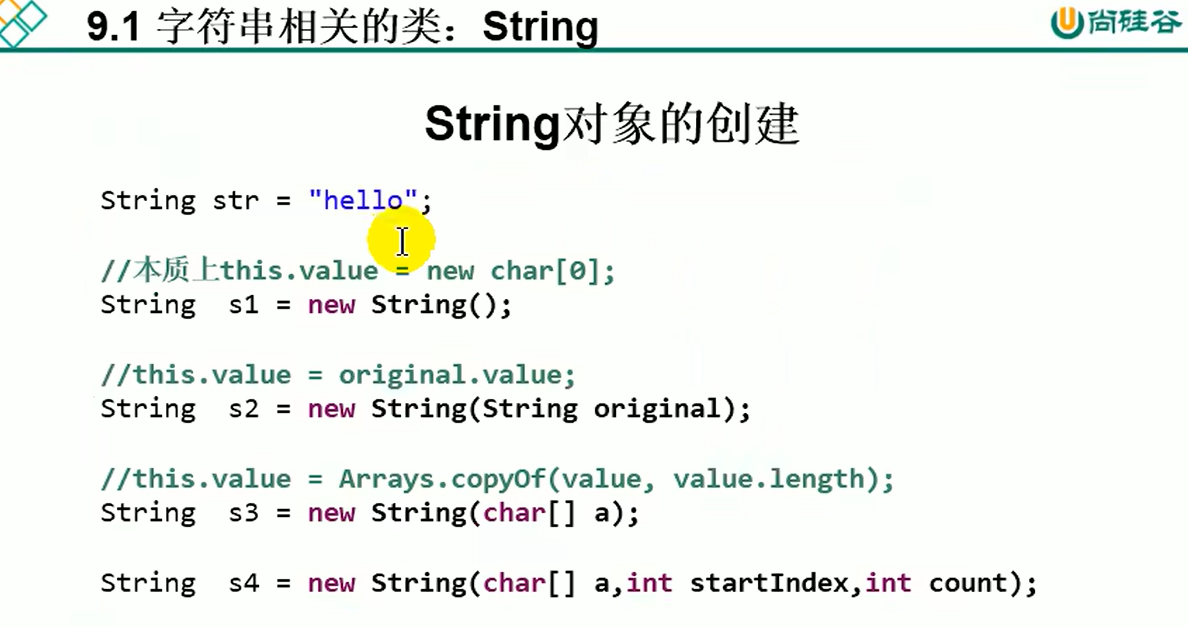 9.1 字符串相关的类：String
尚硅谷
String对象的创建
String str = "hello";
//本质上this.value = new char[0];
String  s1 = new String();
//this.value = original.value;
String  s2 = new String(String original);
//this.value = Arrays.copyOf(value, value.length);
String  s3 = new String(char[] a);
String  s4 = new String(char[] a,int startIndex,int count);